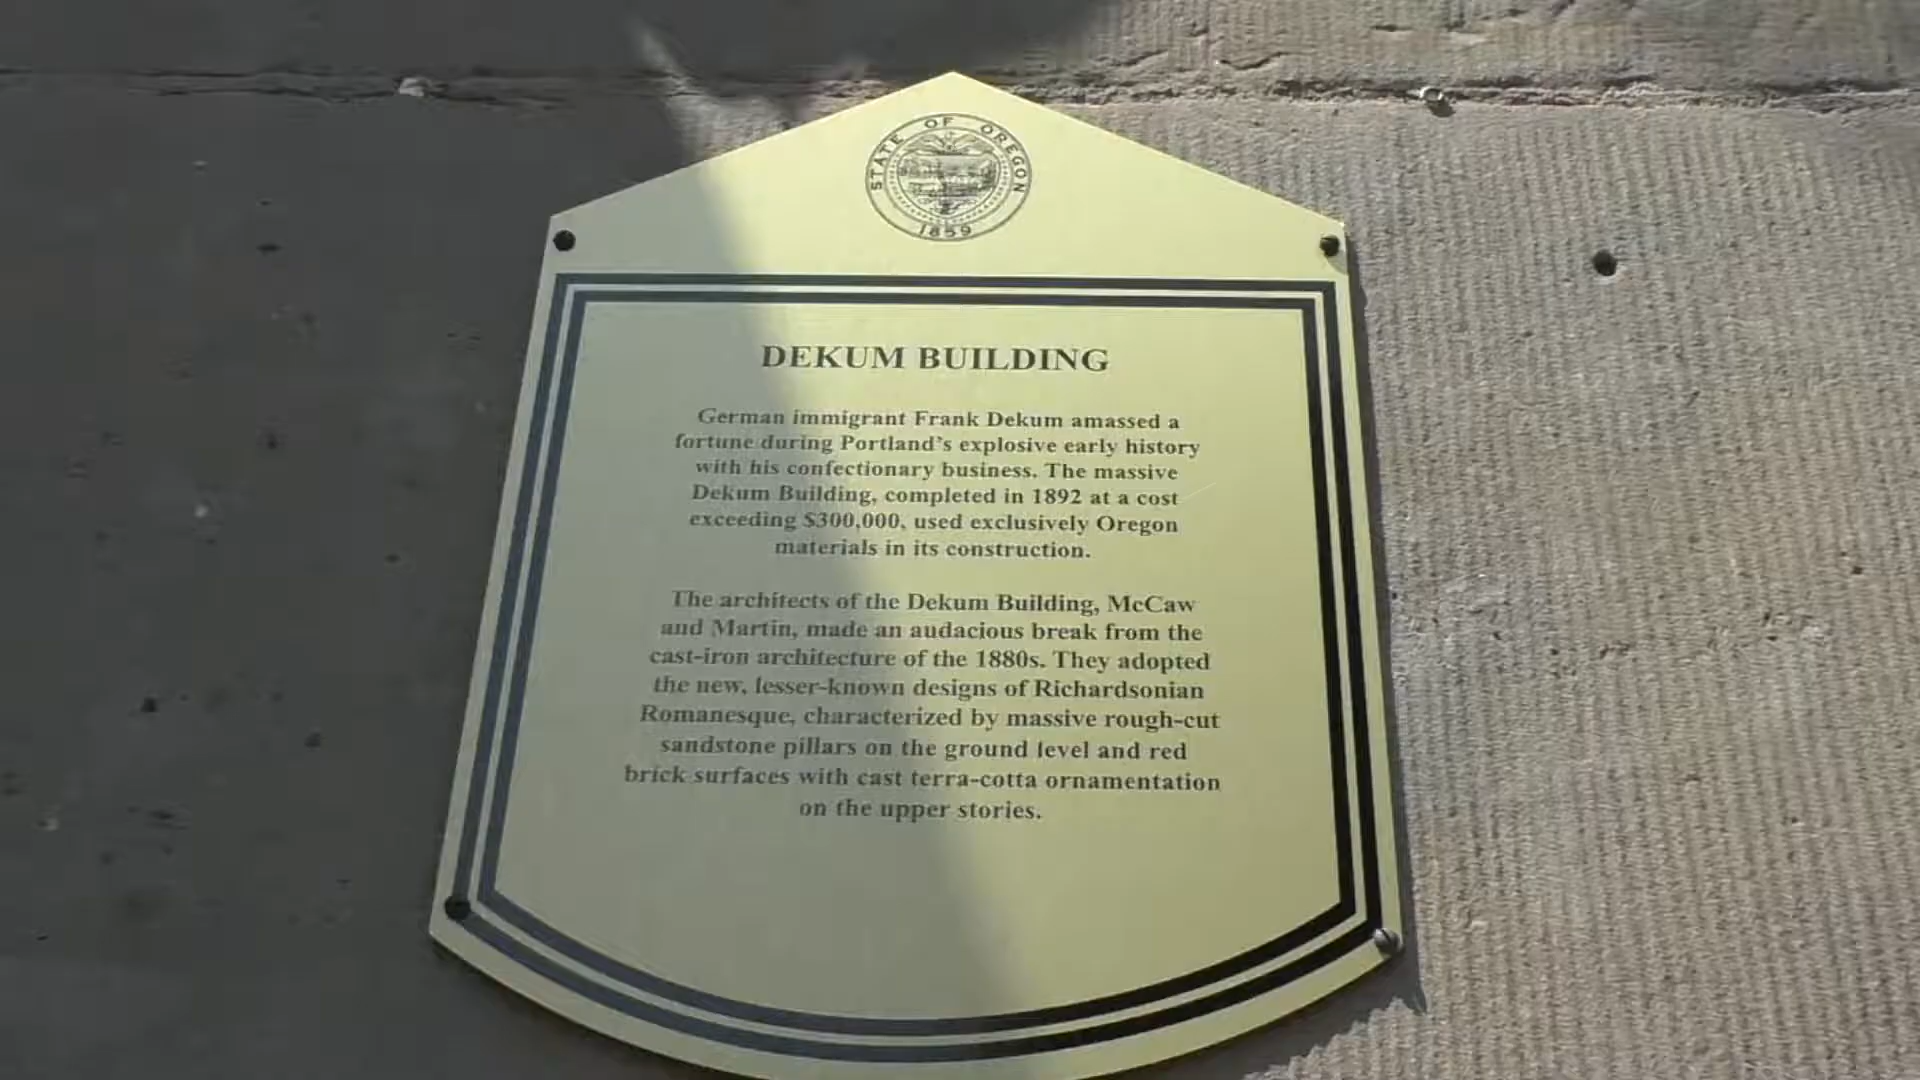 STATE OF OREGON
1859
DEKUM BUILDING
German immigrant Frank Dekum amassed a
fortune during Portland's explosive early history
with his confectionary business. The massive
Dekum Building, completed in 1892 at a cost
exceeding $300,000, used exclusively Oregon
materials in its construction.
The architects of the Dekum Building, McCaw
and Martin, made an audacious break from the
cast-iron architecture of the 1880s. They adopted
the new, lesser-known designs of Richardsonian
Romanesque, characterized by massive rough-cut
sandstone pillars on the ground level and red
brick surfaces with cast terra-cotta ornamentation
on the upper stories.